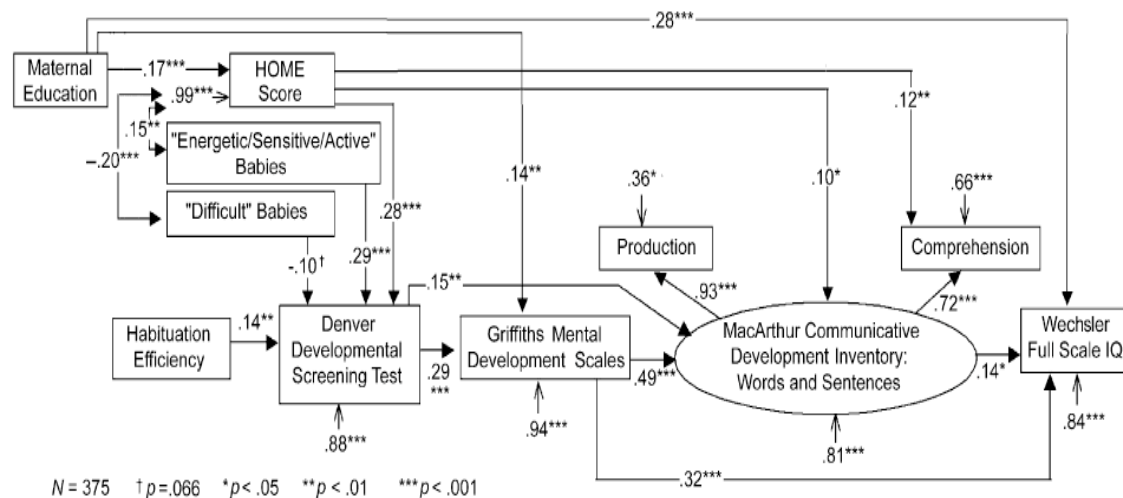 .28***
Maternal
Education
.17***
HOME
Score
.99***
.15**
–.20***
"Energetic/Sensitive/Active"
Babies
.12**
.14**
.10*
"Difficult" Babies
.28***
.36*
.66***
Production
Comprehension
-.10†
.29***
.15**
.93***
.72***
Habituation
Efficiency
.14**
Denver
Developmental
Screening Test
.29
***
Griffiths Mental
Development Scales
.49***
MacArthur Communicative
Development Inventory:
Words and Sentences
.14*
Wechsler
Full Scale IQ
.88***
.94***
.81***
.84***
.32***
N = 375 †p=.066 *p< .05 **p< .01 ***p< .001